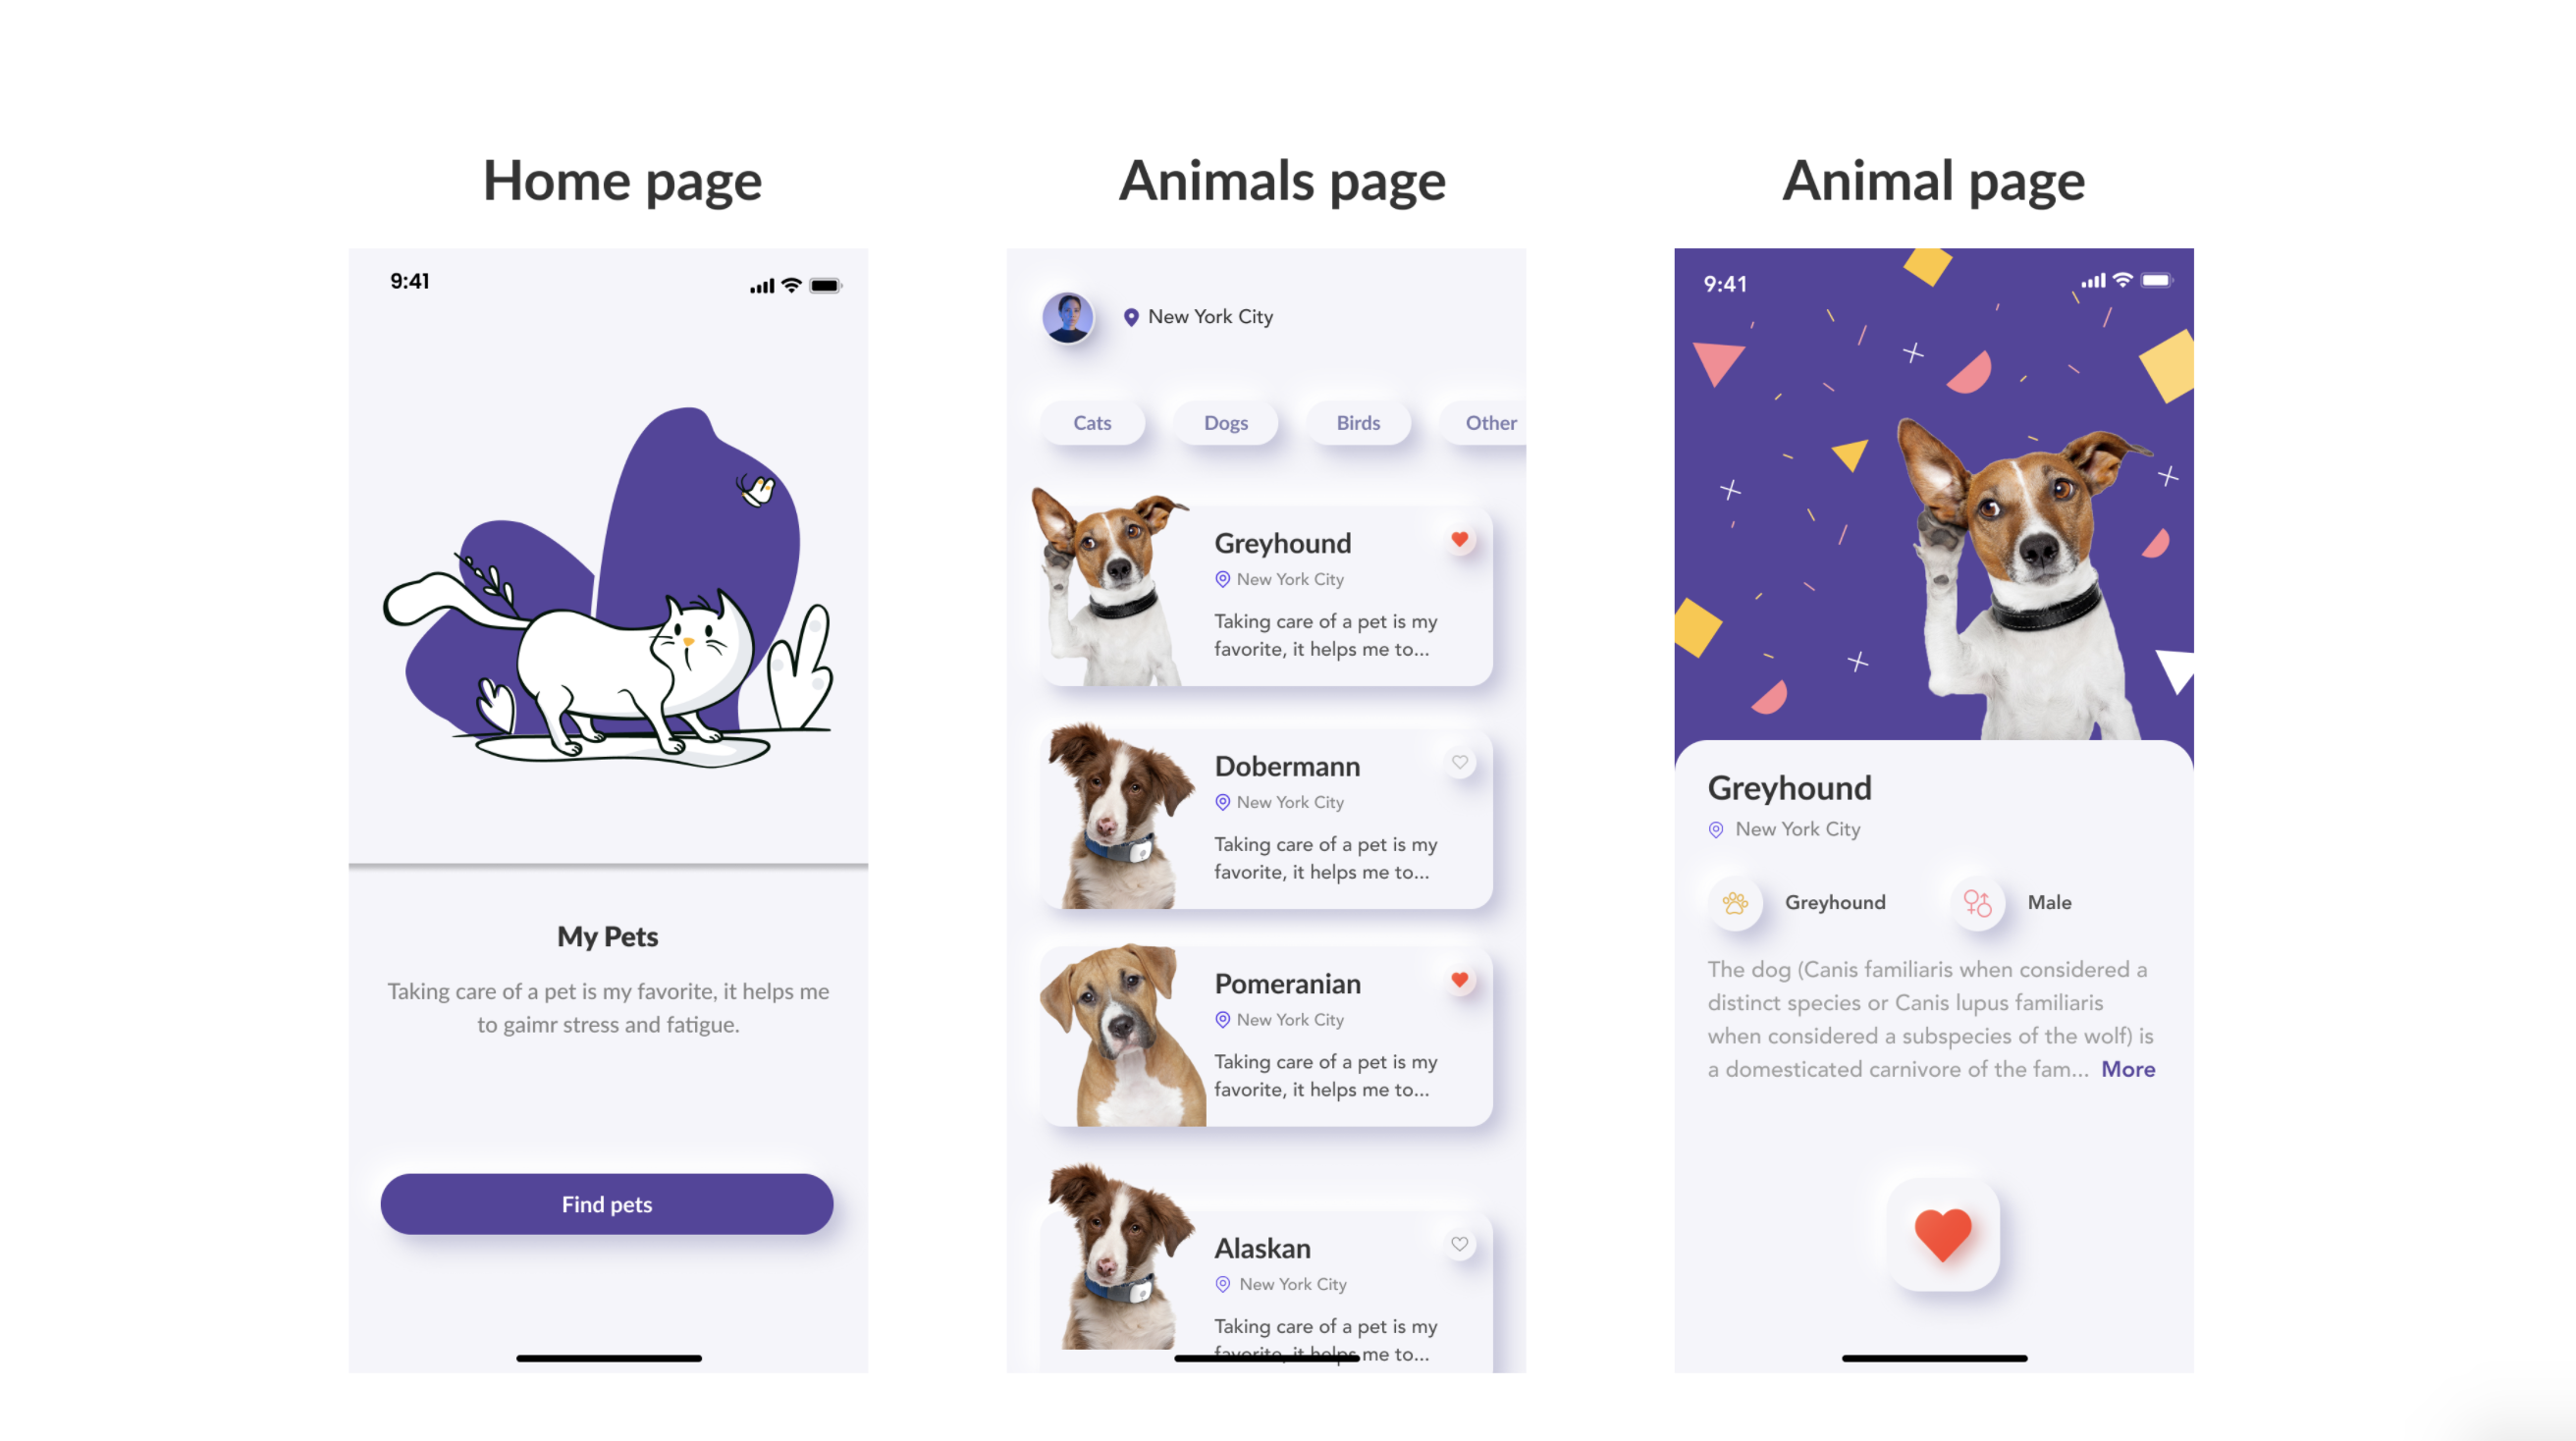 Home page
9:41
My Pets
Taking care of a pet is my favorite, it helps me
to gaimr stress and fatigue.
Find pets
Animals page
New York City
Cats
Dogs
Birds
Other
Greyhound
New York City
Taking care of a pet is my
favorite, it helps me to...
Dobermann
New York City
Taking care of a pet is my
favorite, it helps me to...
Pomeranian
New York City
Taking care of a pet is my
favorite, it helps me to...
Alaskan
New York City
Taking care of a pet is my
favorite, it helps me to...
Animal page
9:41
Greyhound
New York City
Greyhound
Male
The dog (Canis familiaris when considered a
distinct species or Canis lupus familiaris
when considered a subspecies of the wolf) is
a domesticated carnivore of the fam... More